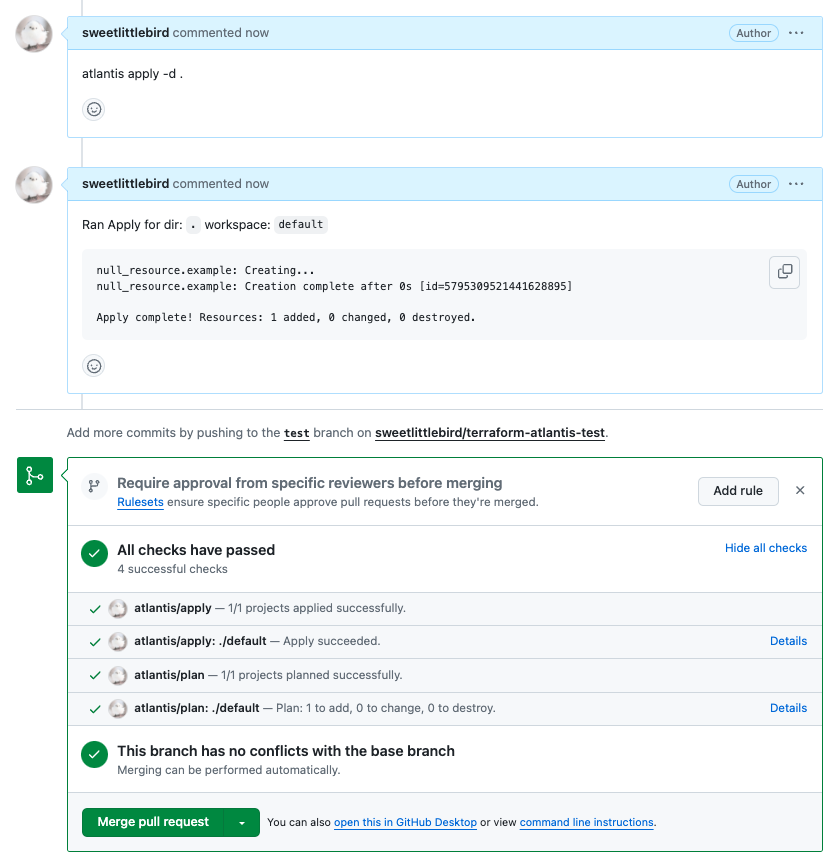 sweetlittlebird commented now
Author
atlantis apply -d .
sweetlittlebird commented now
Author
Ran Apply for dir: . workspace: default
null_resource.example: Creating...
null_resource.example: Creation complete after 0s [id=5795309521441628895]
Apply complete! Resources: 1 added, 0 changed, 0 destroyed.
Add more commits by pushing to the test branch on sweetlittlebird/terraform-atlantis-test.
Require approval from specific reviewers before merging
Rulesets ensure specific people approve pull requests before they're merged.
Add rule
All checks have passed
4 successful checks
Hide all checks
atlantis/apply — 1/1 projects applied successfully.
atlantis/apply: ./default — Apply succeeded.
Details
atlantis/plan — 1/1 projects planned successfully.
atlantis/plan: ./default — Plan: 1 to add, 0 to change, 0 to destroy.
Details
This branch has no conflicts with the base branch
Merging can be performed automatically.
Merge pull request
You can also open this in GitHub Desktop or view command line instructions.